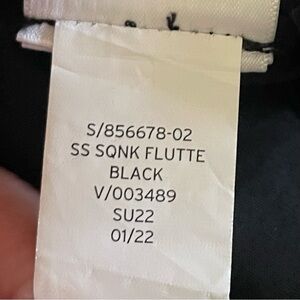 S/856678-02
SS SQNK FLUTTE
BLACK
V/003489
SU22
01/22